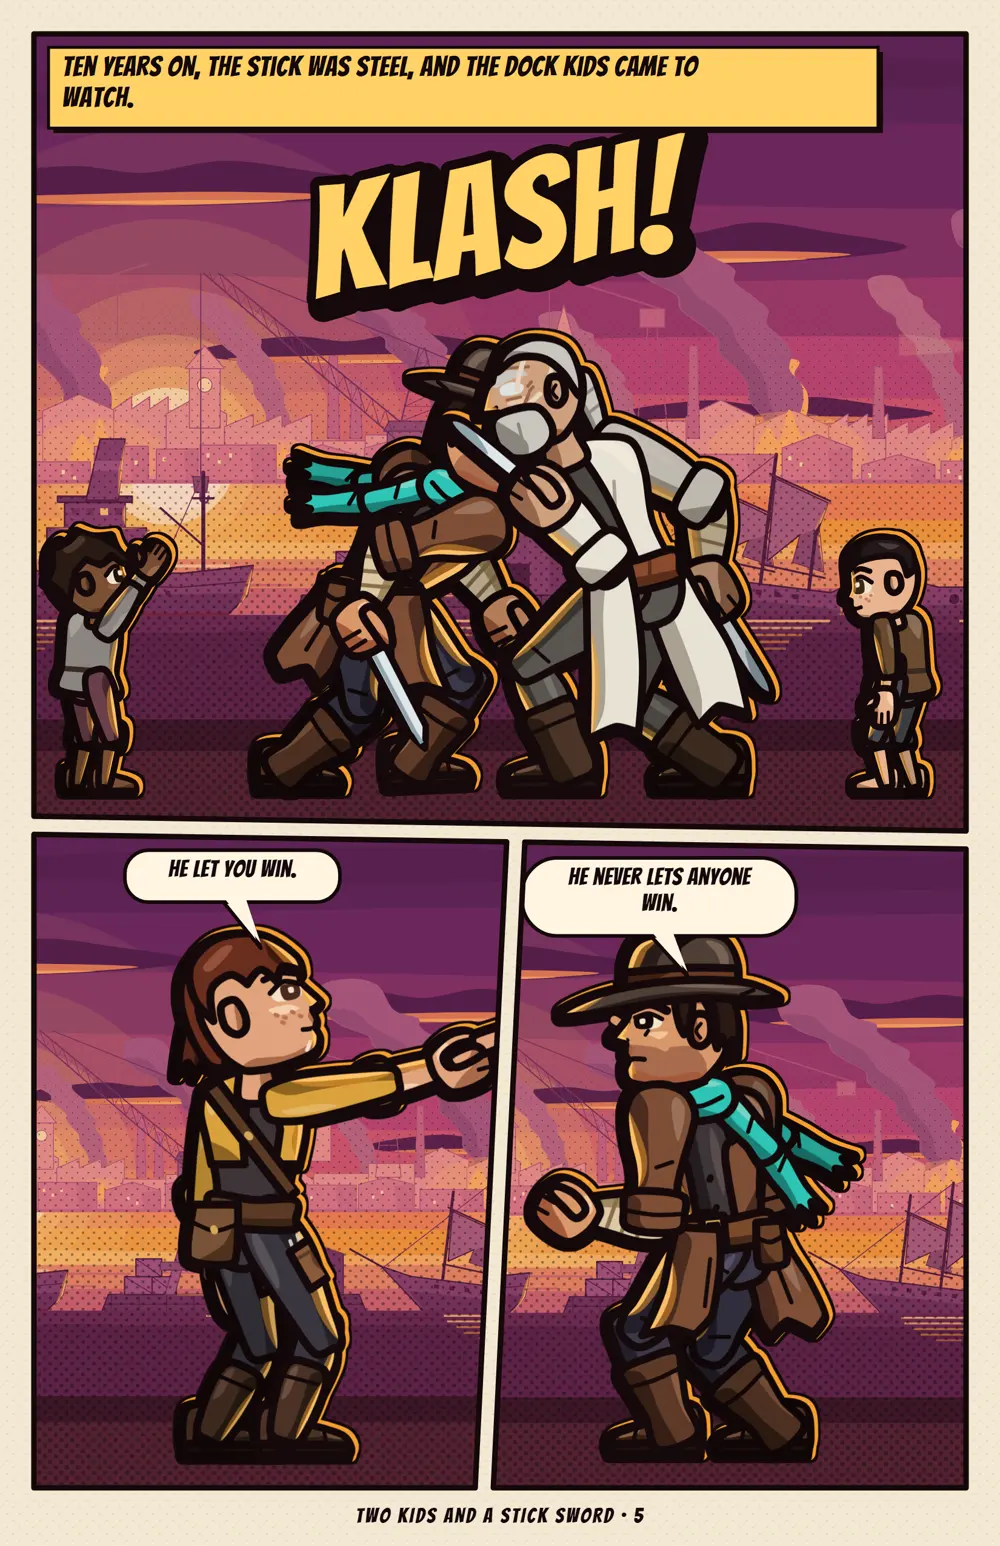 TEN YEARS ON, THE STICK WAS STEEL, AND THE DOCK KIDS CAME TO
WATCH.
KLASH!
HE LET YOU WIN.
HE NEVER LETS ANYONE
WIN.
TWO KIDS AND A STICK SWORD · 5